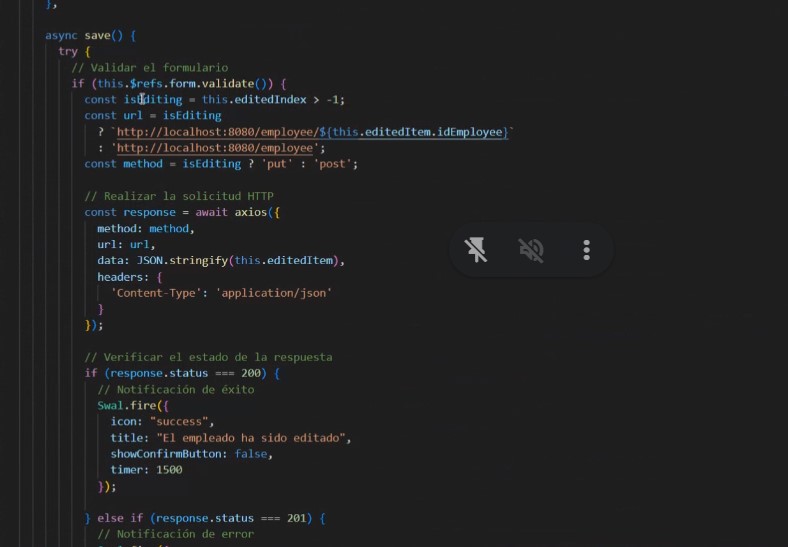 },
async save() {
try {
// Validar el formulario
if (this.$refs.form.validate()) {
const isEditing = this.editedIndex > -1;
const url = isEditing
? `http://localhost:8080/employee/${this.editedItem.idEmployee}`
: 'http://localhost:8080/employee';
const method = isEditing ? 'put' : 'post';
// Realizar la solicitud HTTP
const response = await axios({
method: method,
url: url,
data: JSON.stringify(this.editedItem),
headers: {
'Content-Type': 'application/json'
}
});
// Verificar el estado de la respuesta
if (response.status === 200) {
// Notificación de éxito
Swal.fire({
icon: "success",
title: "El empleado ha sido editado",
showConfirmButton: false,
timer: 1500
});
} else if (response.status === 201) {
// Notificación de error